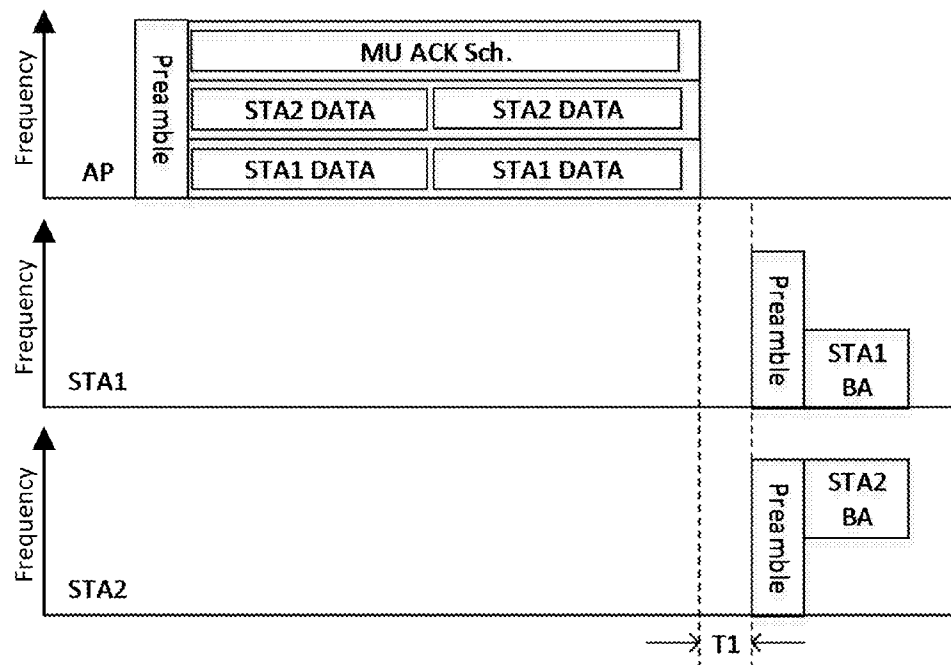 Frequency
AP
Preamble
MU ACK Sch.
STA2 DATA STA2 DATA
STA1 DATA STA1 DATA
Frequency
STA1
Preamble
STA1
BA
Frequency
STA2
Preamble
STA2
BA
T1